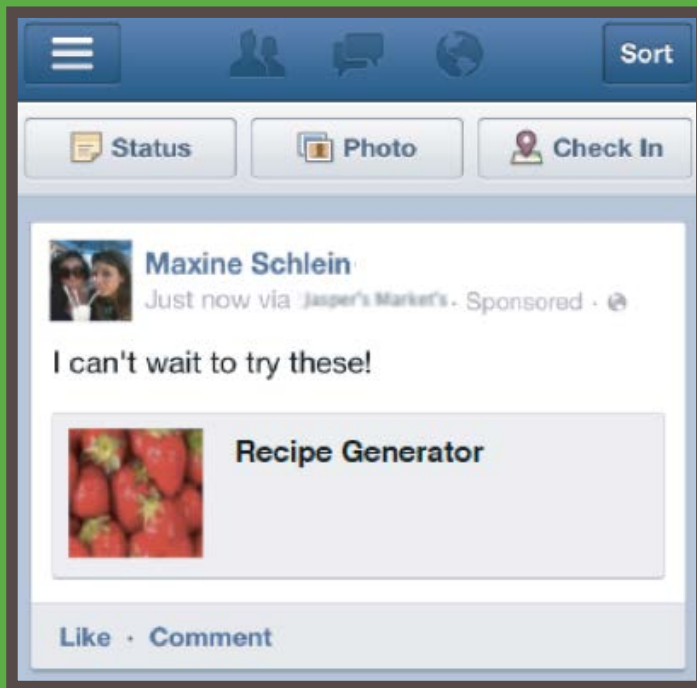 Sort
Status Photo Check In
Maxine Schlein
Just now via Jasper's Market's · Sponsored ·
I can't wait to try these!
Recipe Generator
Like · Comment